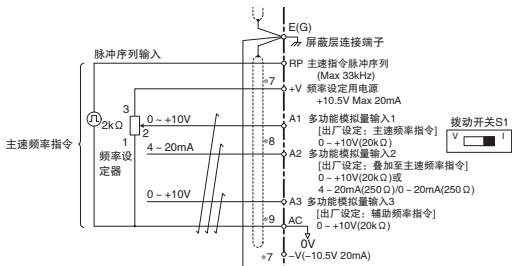 E(G)
屏蔽层连接端子
脉冲序列输入
RP 主速指令脉冲序列
(Max 33kHz)
*7
+V 频率设定用电源
+10.5V Max 20mA
3
2kΩ
0~+10V
A1 多功能模拟量输入1
[出厂设定:主速频率指令]
0~+10V(20kΩ)
拨动开关S1
V I
主速频率指令
1
2
频率设
定器
4~20mA
*8
A2 多功能模拟量输入2
[出厂设定:叠加至主速频率指令]
0~+10V(20kΩ)或
4~20mA(250Ω)/0~20mA(250Ω)
0~+10V
A3 多功能模拟量输入3
[出厂设定:辅助频率指令]
0~+10V(20kΩ)
*9
AC
0V
*7
-V(-10.5V 20mA)